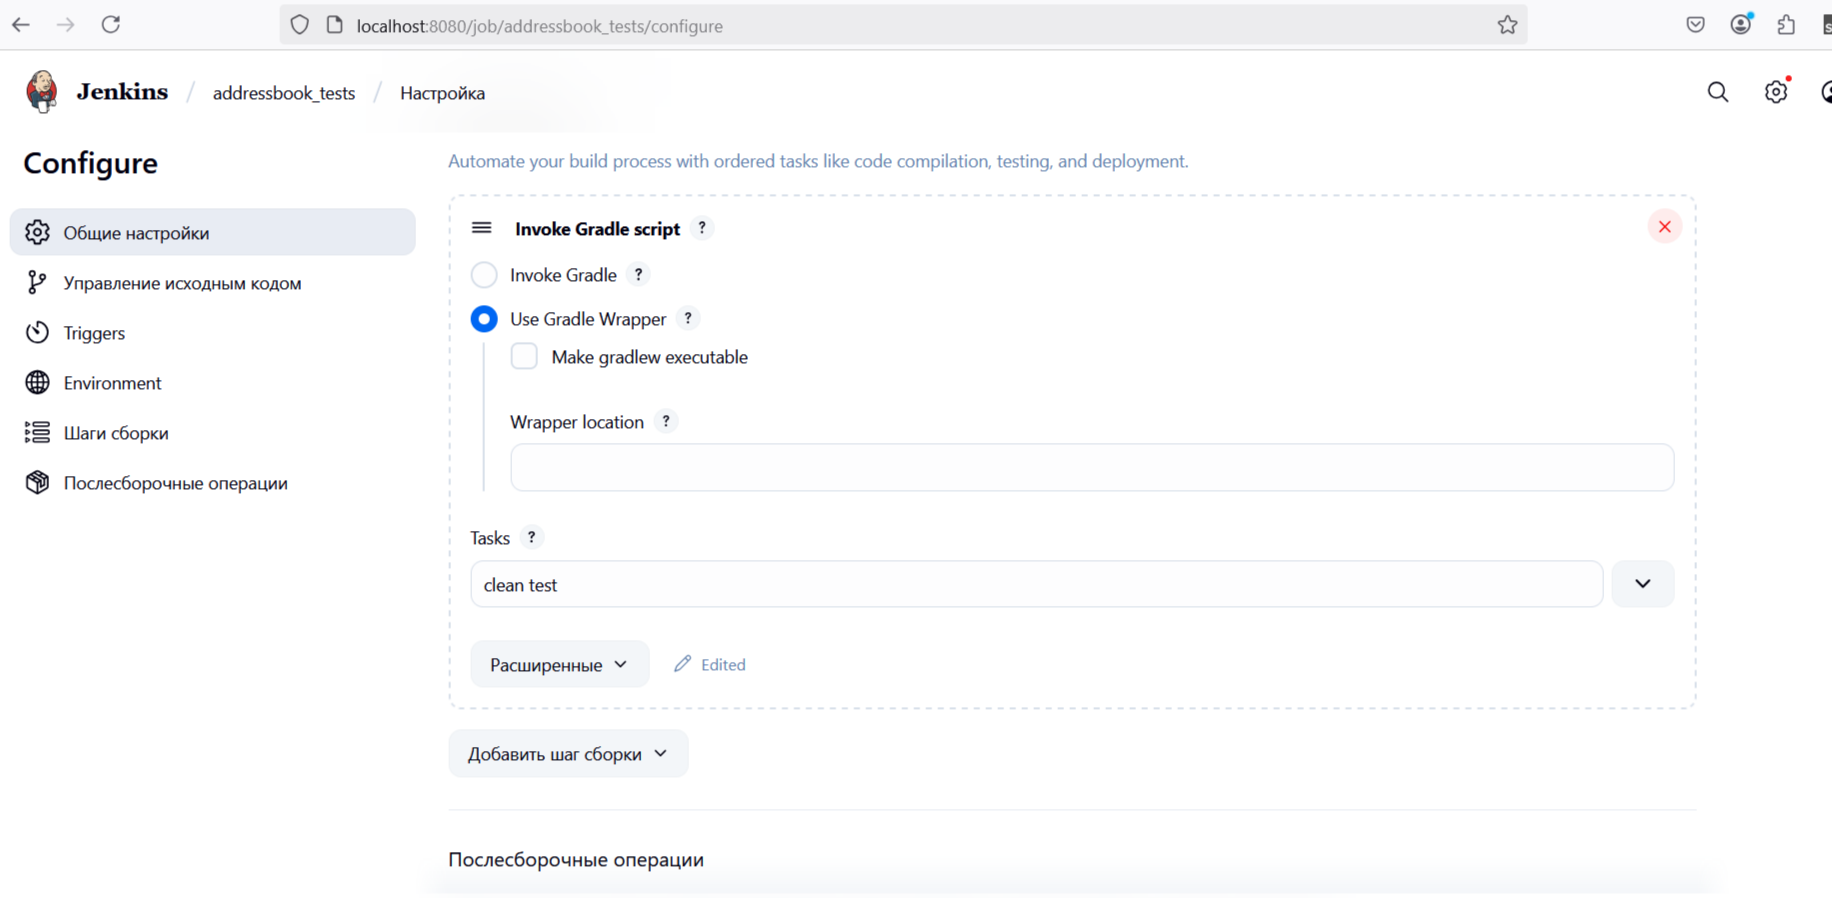 localhost:8080/job/addressbook_tests/configure
Jenkins / addressbook_tests / Настройка
Configure
Общие настройки
Управление исходным кодом
Triggers
Environment
Шаги сборки
Послесборочные операции
Automate your build process with ordered tasks like code compilation, testing, and deployment.
Invoke Gradle script ?
Invoke Gradle ?
Use Gradle Wrapper ?
Make gradlew executable
Wrapper location ?
Tasks ?
clean test
Расширенные
Edited
Добавить шаг сборки
Послесборочные операции